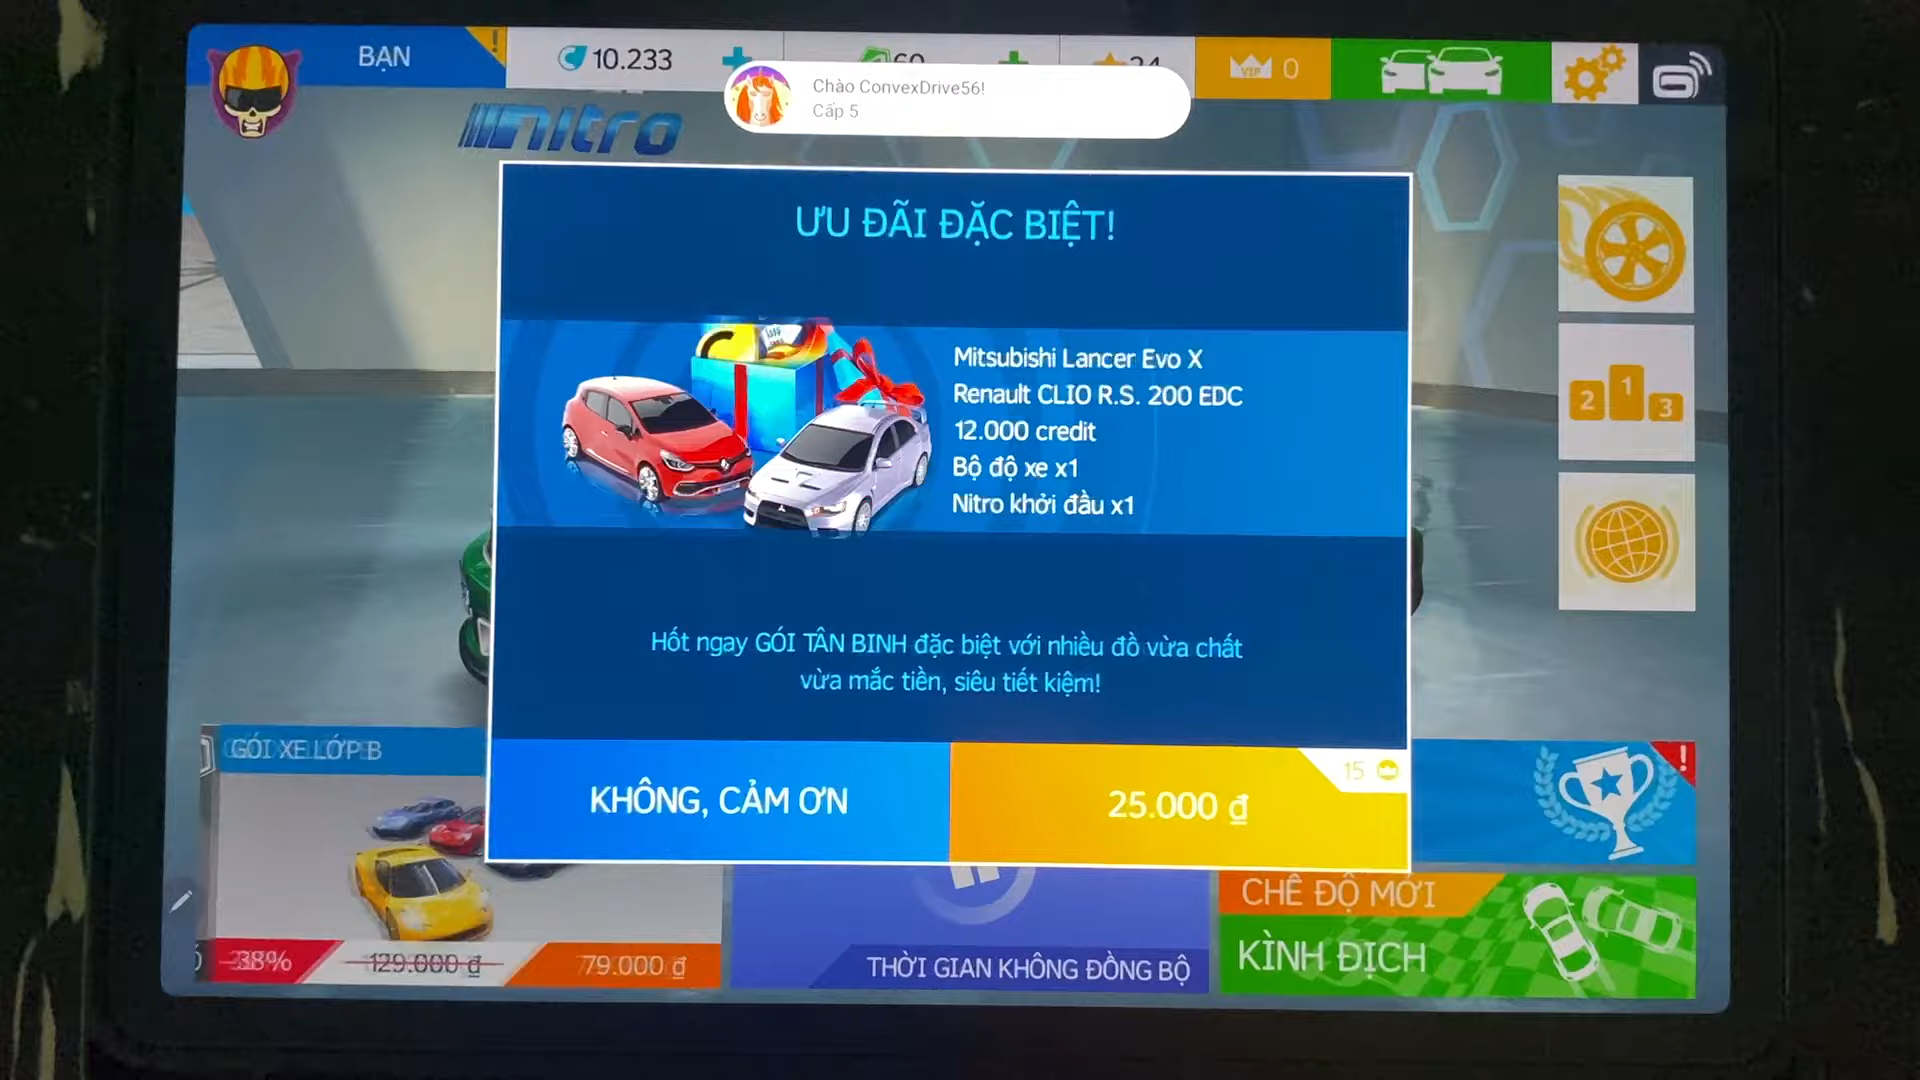 BẠN
!
10.233
60
24
VIP 0
Chào ConvexDrive56!
Cấp 5
nitro
ƯU ĐÃI ĐẶC BIỆT!
Mitsubishi Lancer Evo X
Renault CLIO R.S. 200 EDC
12.000 credit
Bộ độ xe x1
Nitro khởi đầu x1
Hốt ngay GÓI TÂN BINH đặc biệt với nhiều đồ vừa chất
vừa mắc tiền, siêu tiết kiệm!
KHÔNG, CẢM ƠN
25.000 ₫
15
2 1 3
GÓI XE LỚP B
-38%
129.000 ₫
79.000 ₫
THỜI GIAN KHÔNG ĐỒNG BỘ
!
CHẾ ĐỘ MỚI
KÌNH ĐỊCH